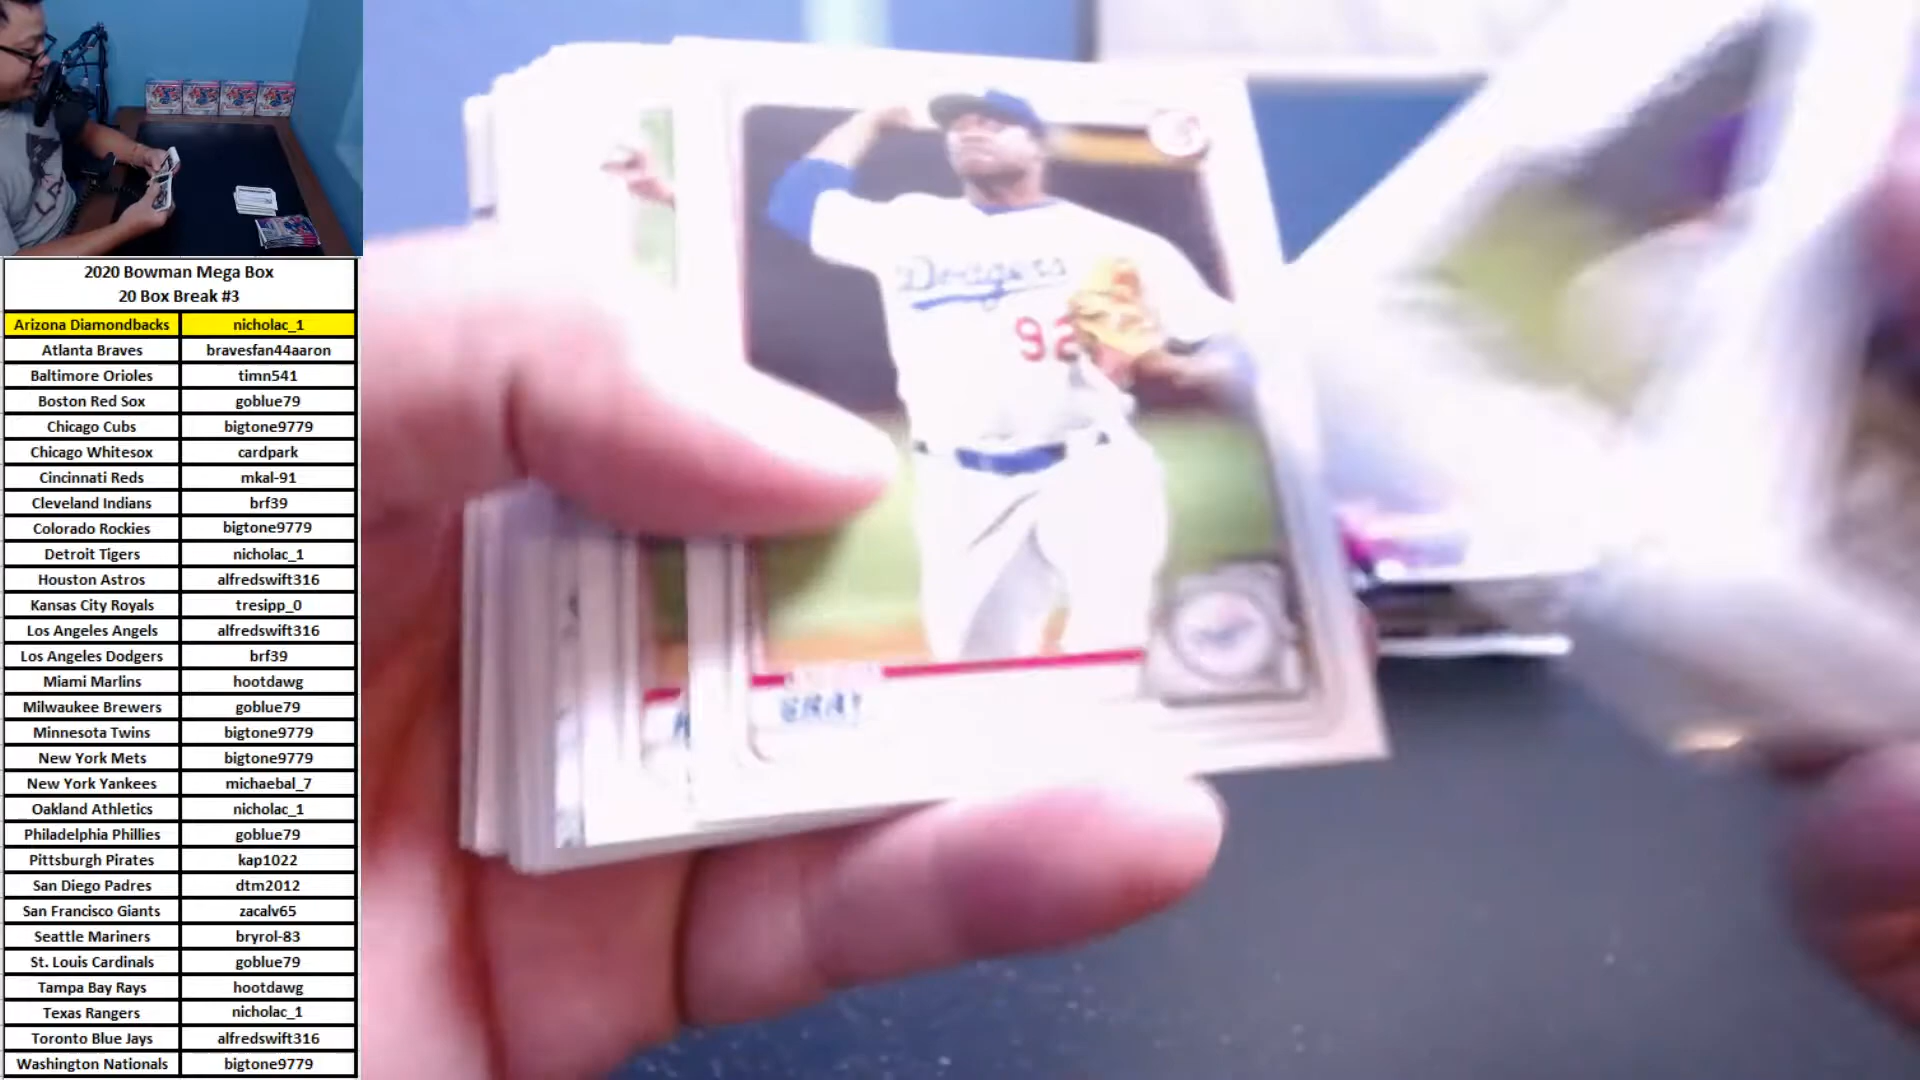 2020 Bowman Mega Box
20 Box Break #3
Arizona Diamondbacks nicholac_1
Atlanta Braves bravesfan44aaron
Baltimore Orioles timn541
Boston Red Sox goblue79
Chicago Cubs bigtone9779
Chicago Whitesox cardpark
Cincinnati Reds mkal-91
Cleveland Indians brf39
Colorado Rockies bigtone9779
Detroit Tigers nicholac_1
Houston Astros alfredswift316
Kansas City Royals tresipp_0
Los Angeles Angels alfredswift316
Los Angeles Dodgers brf39
Miami Marlins hootdawg
Milwaukee Brewers goblue79
Minnesota Twins bigtone9779
New York Mets bigtone9779
New York Yankees michaebal_7
Oakland Athletics nicholac_1
Philadelphia Phillies goblue79
Pittsburgh Pirates kap1022
San Diego Padres dtm2012
San Francisco Giants zacalv65
Seattle Mariners bryrol-83
St. Louis Cardinals goblue79
Tampa Bay Rays hootdawg
Texas Rangers nicholac_1
Toronto Blue Jays alfredswift316
Washington Nationals bigtone9779
Dodgers
92
GRAY